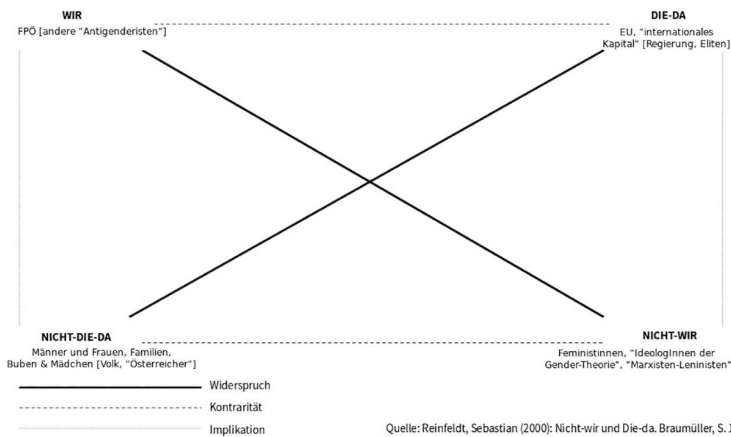 WIR
FPÖ [andere "Antigenderisten"]
DIE-DA
EU, "internationales
Kapital" [Regierung, Eliten]
NICHT-DIE-DA
Männer und Frauen, Familien,
Buben & Mädchen [Volk, "Österreicher"]
NICHT-WIR
Feministinnen, "IdeologInnen der
Gender-Theorie", "Marxisten-Leninisten"
Widerspruch
Kontrarität
Implikation
Quelle: Reinfeldt, Sebastian (2000): Nicht-wir und Die-da. Braumüller, S.